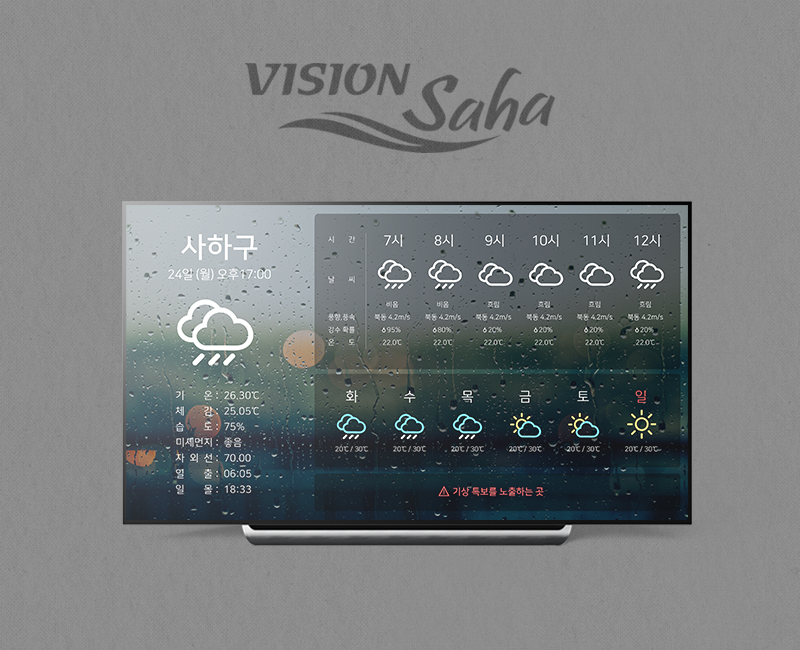 VISION
Saha
사하구
24일 (월) 오후17:00
기 온 : 26.30℃
체 감 : 25.05℃
습 도 : 75%
미세먼지 : 좋음
자 외 선 : 70.00
열 출 : 06:05
일 몰 : 18:33
시 간 7시 8시 9시 10시 11시 12시
날 씨
비옴 비옴 흐림 흐림 흐림 흐림
풍향,풍속 북동 4.2m/s 북동 4.2m/s 북동 4.2m/s 북동 4.2m/s 북동 4.2m/s 북동 4.2m/s
강수 확률 95% 80% 20% 20% 20% 20%
온 도 22.0℃ 22.0℃ 22.0℃ 22.0℃ 22.0℃ 22.0℃
화 수 목 금 토 일
20℃ / 30℃ 20℃ / 30℃ 20℃ / 30℃ 20℃ / 30℃ 20℃ / 30℃ 20℃ / 30℃
기상 특보를 노출하는 곳